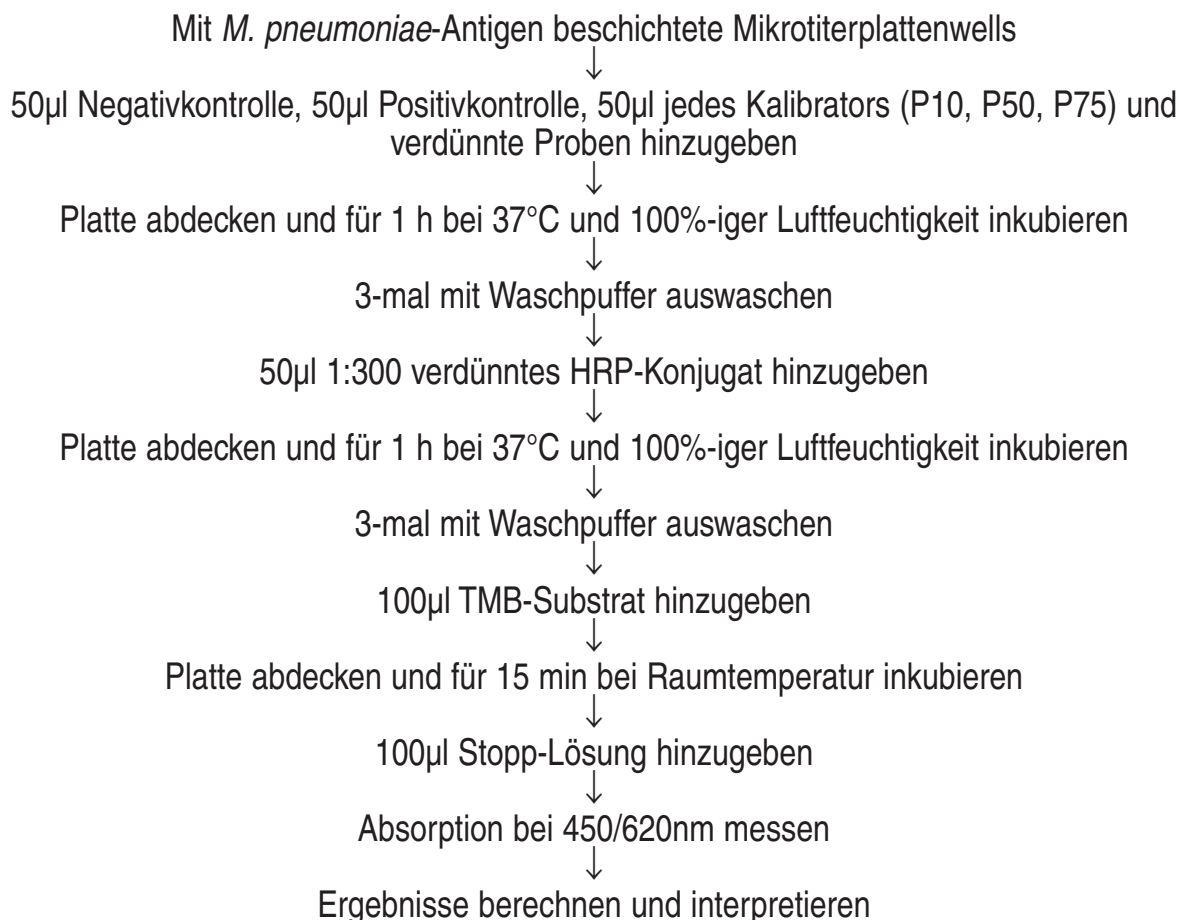 Mit M. pneumoniae-Antigen beschichtete Mikrotiterplattenwells
↓
50µl Negativkontrolle, 50µl Positivkontrolle, 50µl jedes Kalibrators (P10, P50, P75) und
verdünnte Proben hinzugeben
↓
Platte abdecken und für 1 h bei 37°C und 100%-iger Luftfeuchtigkeit inkubieren
↓
3-mal mit Waschpuffer auswaschen
↓
50µl 1:300 verdünntes HRP-Konjugat hinzugeben
↓
Platte abdecken und für 1 h bei 37°C und 100%-iger Luftfeuchtigkeit inkubieren
↓
3-mal mit Waschpuffer auswaschen
↓
100µl TMB-Substrat hinzugeben
↓
Platte abdecken und für 15 min bei Raumtemperatur inkubieren
↓
100µl Stopp-Lösung hinzugeben
↓
Absorption bei 450/620nm messen
↓
Ergebnisse berechnen und interpretieren